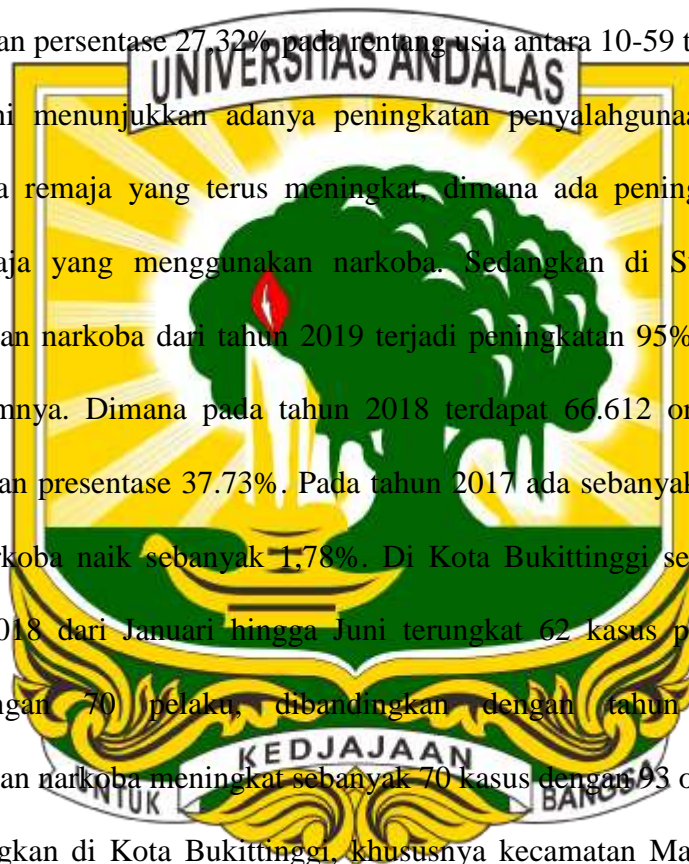 an persentase 27,32% pada rentang usia antara 10-59 t
UNIVERSITAS ANDALAS
ni menunjukkan adanya peningkatan penyalahgunaa
a remaja yang terus meningkat, dimana ada pening
aja yang menggunakan narkoba. Sedangkan di S
an narkoba dari tahun 2019 terjadi peningkatan 95%
mnya. Dimana pada tahun 2018 terdapat 66.612 or
an presentase 37.73%. Pada tahun 2017 ada sebanyak
rkoba naik sebanyak 1,78%. Di Kota Bukittinggi se
018 dari Januari hingga Juni terungkat 62 kasus p
ngan 70 pelaku, dibandingkan dengan tahun
KEDJAJAAN
an narkoba meningkat sebanyak 70 kasus dengan 93 o
UNTUK BANGSA
gkan di Kota Bukittinggi, khususnya kecamatan Ma